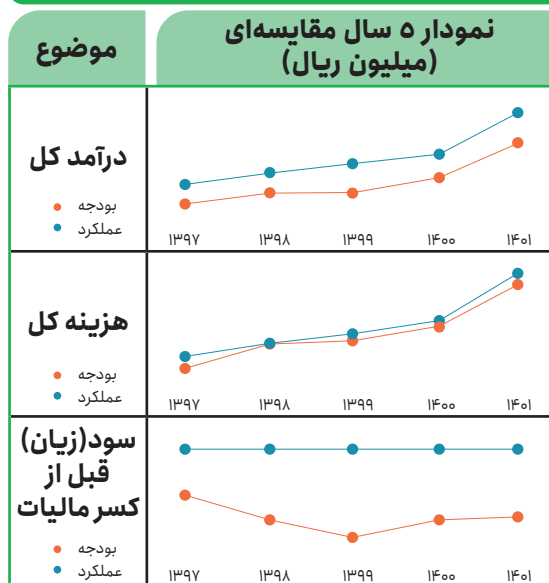 موضوع
نمودار ۵ سال مقایسه‌ای
(میلیون ریال)
درآمد کل
بودجه
عملکرد
۱۳۹۷ ۱۳۹۸ ۱۳۹۹ ۱۴۰۰ ۱۴۰۱
هزینه کل
بودجه
عملکرد
۱۳۹۷ ۱۳۹۸ ۱۳۹۹ ۱۴۰۰ ۱۴۰۱
سود(زیان)
قبل از
کسر مالیات
بودجه
عملکرد
۱۳۹۷ ۱۳۹۸ ۱۳۹۹ ۱۴۰۰ ۱۴۰۱